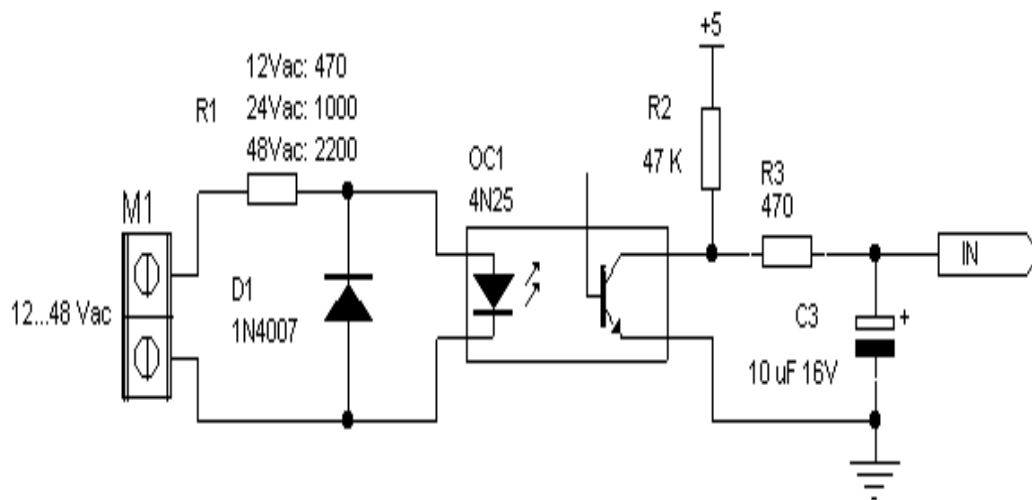 12Vac: 470
R1 24Vac: 1000
48Vac: 2200
M1
12...48 Vac
D1
1N4007
OC1
4N25
+5
R2
47 K
R3
470
IN
C3
+
10 uF 16V